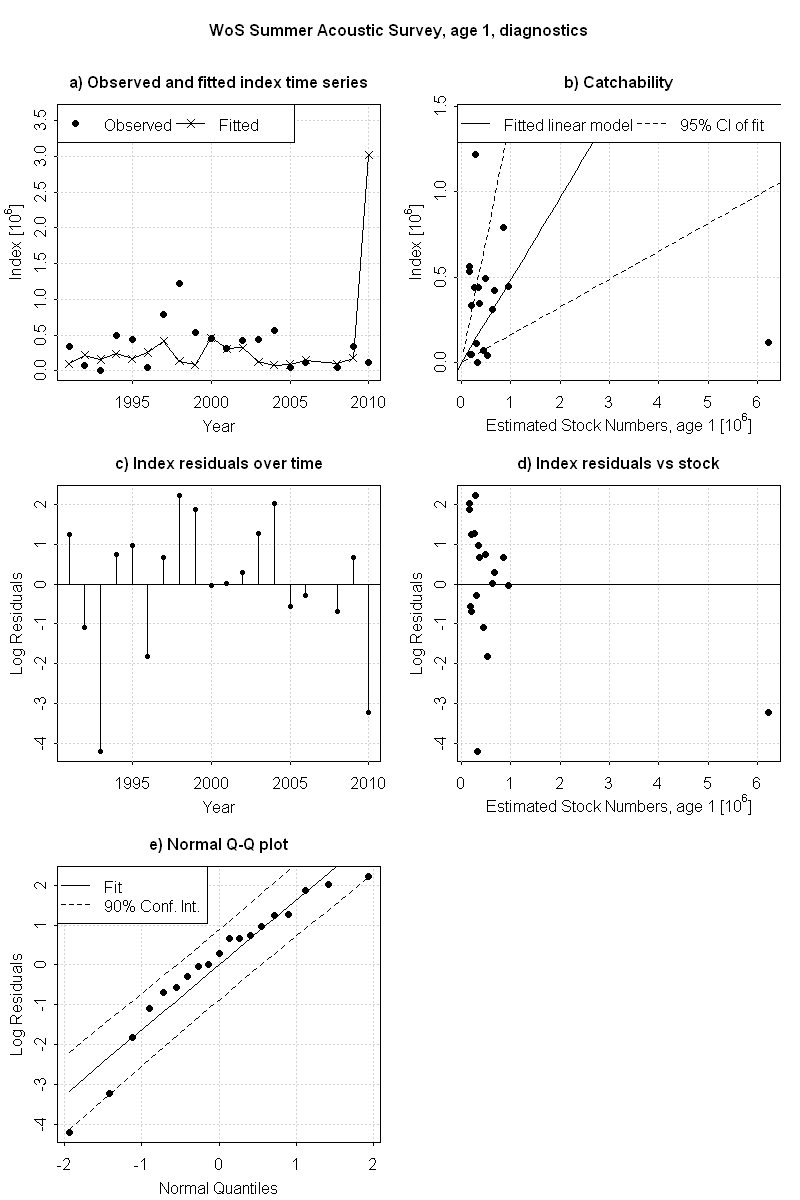 WoS Summer Acoustic Survey, age 1, diagnostics
a) Observed and fitted index time series
Observed Fitted
0.0 0.5 1.0 1.5 2.0 2.5 3.0 3.5
Index [10^6]
1995 2000 2005 2010
Year
b) Catchability
Fitted linear model 95% CI of fit
0.0 0.5 1.0 1.5
Index [10^6]
0 1 2 3 4 5 6
Estimated Stock Numbers, age 1 [10^6]
c) Index residuals over time
-4 -3 -2 -1 0 1 2
Log Residuals
1995 2000 2005 2010
Year
d) Index residuals vs stock
-4 -3 -2 -1 0 1 2
Log Residuals
0 1 2 3 4 5 6
Estimated Stock Numbers, age 1 [10^6]
e) Normal Q-Q plot
Fit
90% Conf. Int.
-4 -3 -2 -1 0 1 2
Log Residuals
-2 -1 0 1 2
Normal Quantiles